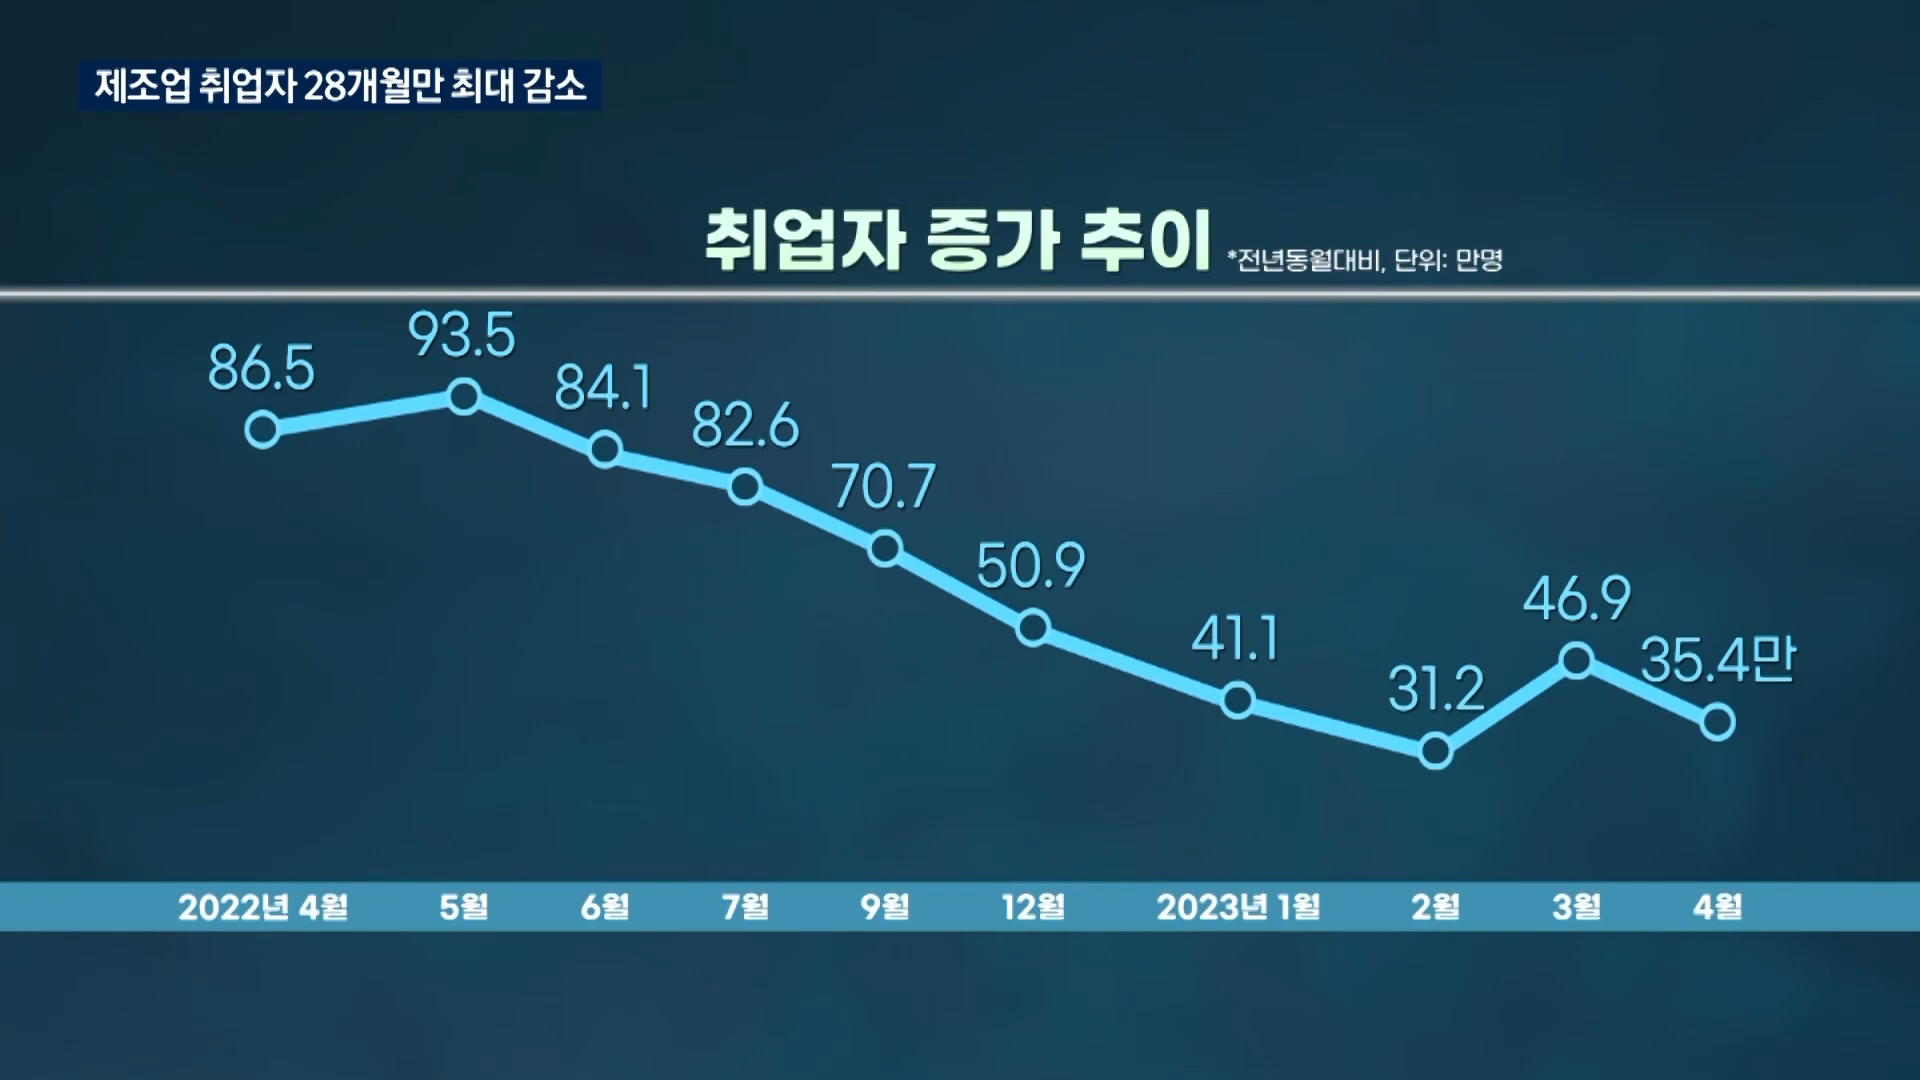 제조업 취업자 28개월만 최대 감소
취업자 증가 추이 *전년동월대비, 단위: 만명
86.5
93.5
84.1
82.6
70.7
50.9
41.1
31.2
46.9
35.4만
2022년 4월 5월 6월 7월 9월 12월 2023년 1월 2월 3월 4월